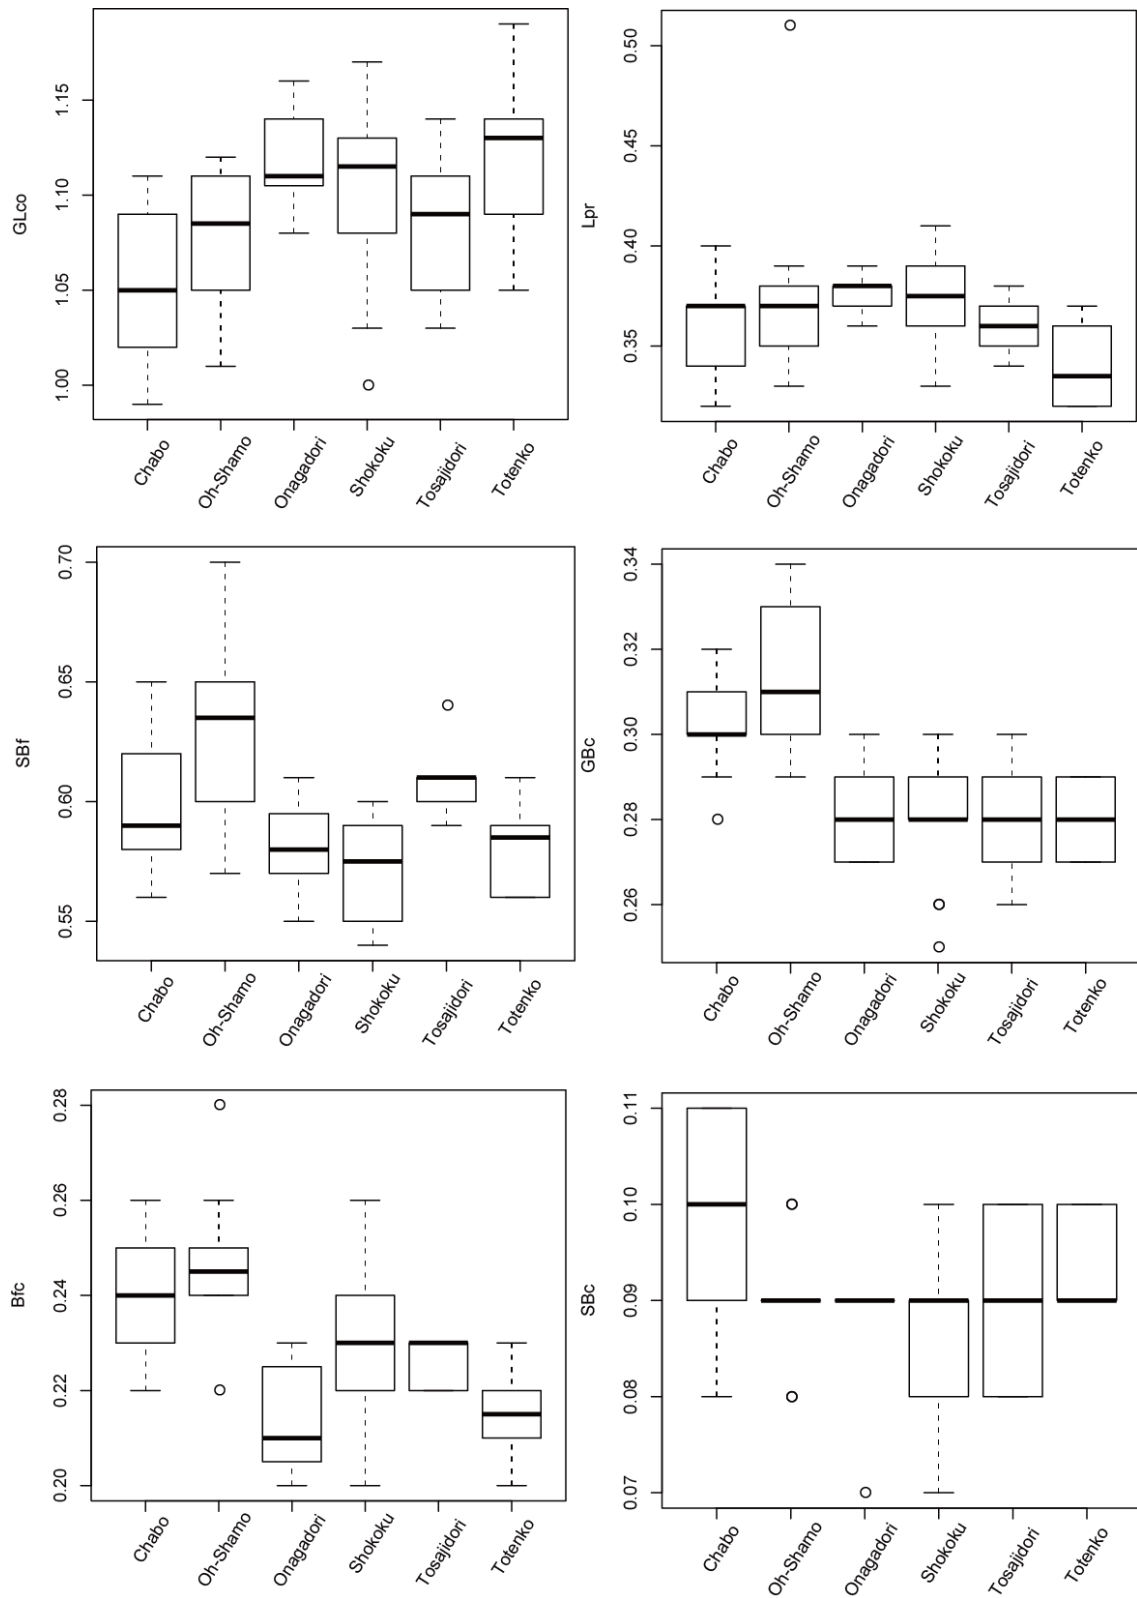 GLco
1.15
1.10
1.05
1.00
Chabo
Oh-Shamo
Onagadori
Shokoku
Tosajidori
Totenko
Lpr
0.50
0.45
0.40
0.35
Chabo
Oh-Shamo
Onagadori
Shokoku
Tosajidori
Totenko
SBf
0.70
0.65
0.60
0.55
Chabo
Oh-Shamo
Onagadori
Shokoku
Tosajidori
Totenko
GBc
0.34
0.32
0.30
0.28
0.26
Chabo
Oh-Shamo
Onagadori
Shokoku
Tosajidori
Totenko
Bfc
0.28
0.26
0.24
0.22
0.20
Chabo
Oh-Shamo
Onagadori
Shokoku
Tosajidori
Totenko
SBc
0.11
0.10
0.09
0.08
0.07
Chabo
Oh-Shamo
Onagadori
Shokoku
Tosajidori
Totenko